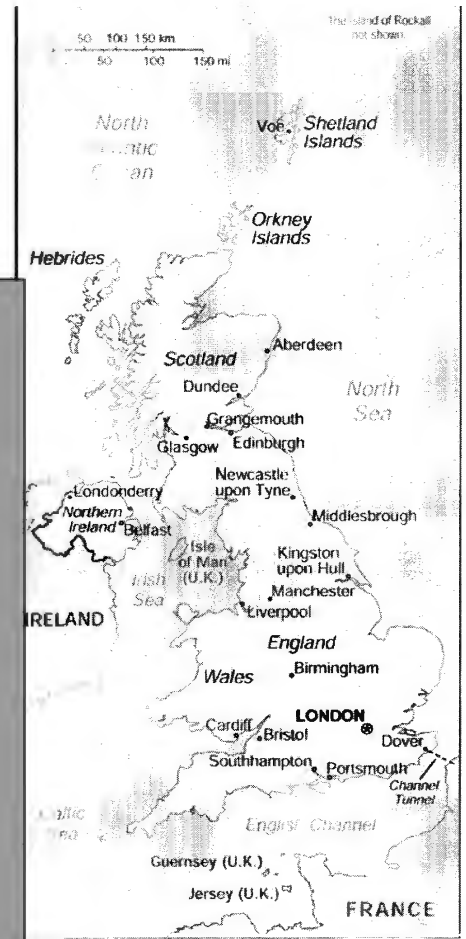 50 100 150 km
50 100 150 mi
The island of Rockall
not shown.
North
Voe
Shetland
Islands
Orkney
Islands
Hebrides
Aberdeen
Scotland
Dundee
North
Sea
Grangemouth
Edinburgh
Glasgow
Newcastle
upon Tyne
Londonderry
Northern
Ireland
Belfast
Middlesbrough
Isle
of Man
(U.K.)
Irish
Sea
Kingston
upon Hull
Manchester
Liverpool
IRELAND
England
Wales
Birmingham
LONDON
Cardiff
Bristol
Dover
Southhampton
Portsmouth
Channel
Tunnel
English Channel
Guernsey (U.K.)
Jersey (U.K.)
FRANCE